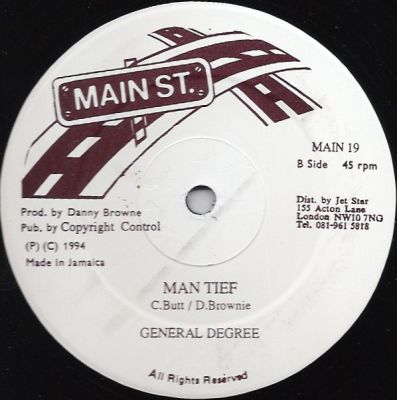 MAIN ST.
MAIN 19
B Side 45 rpm
Prod. by Danny Browne
Pub. by Copyright Control
(P) (C) 1994
Made in Jamaica
Dist. by Jet Star
155 Acton Lane
London NW10 7NG
Tel. 081-961 5818
MAN TIEF
C.Butt / D.Brownie
GENERAL DEGREE
All Rights Reserved